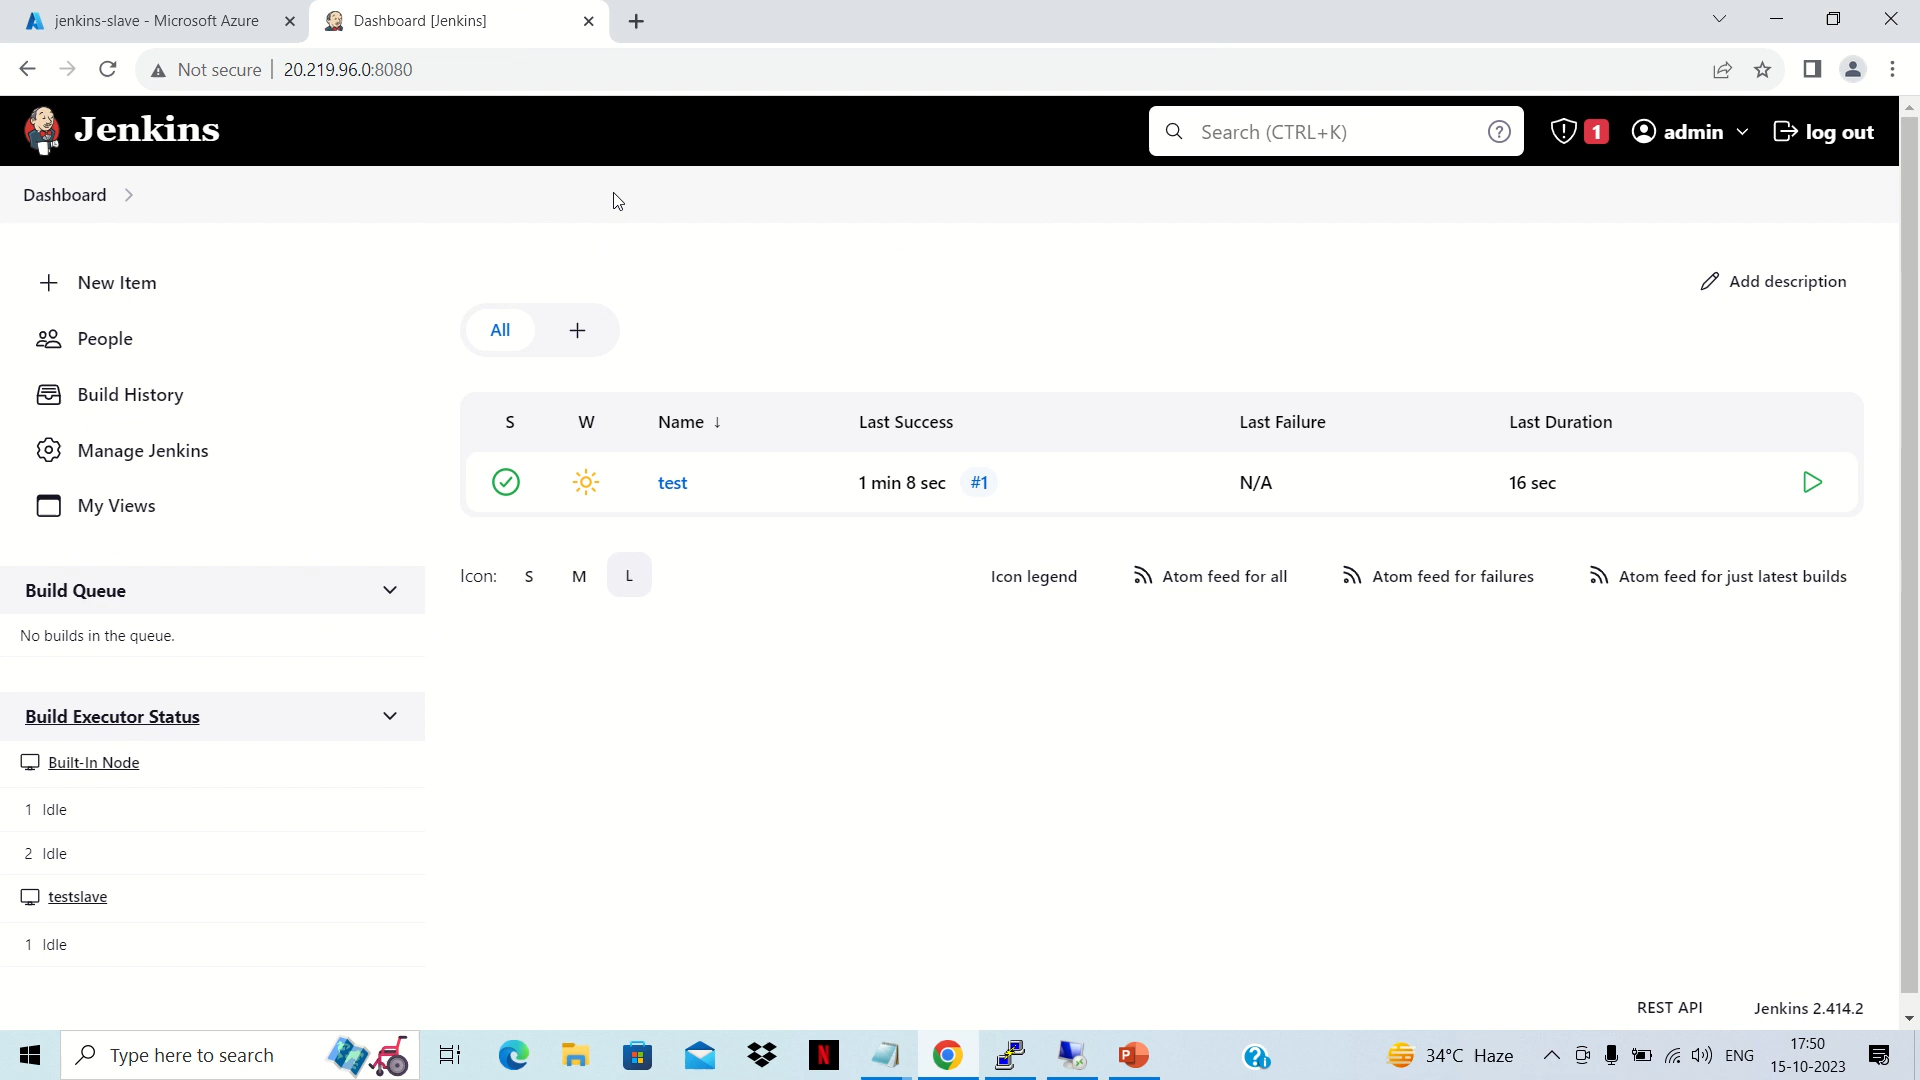 jenkins-slave - Microsoft Azure
Dashboard [Jenkins]
Not secure
20.219.96.0:8080
Jenkins
Search (CTRL+K)
1
admin
log out
Dashboard
New Item
Add description
People
All
Build History
S W Name ↓ Last Success Last Failure Last Duration
Manage Jenkins
test 1 min 8 sec #1 N/A 16 sec
My Views
Build Queue
Icon: S M L
Icon legend
Atom feed for all
Atom feed for failures
Atom feed for just latest builds
No builds in the queue.
Build Executor Status
Built-In Node
1 Idle
2 Idle
testslave
1 Idle
REST API
Jenkins 2.414.2
Type here to search
N
P
34°C Haze
ENG
17:50
15-10-2023